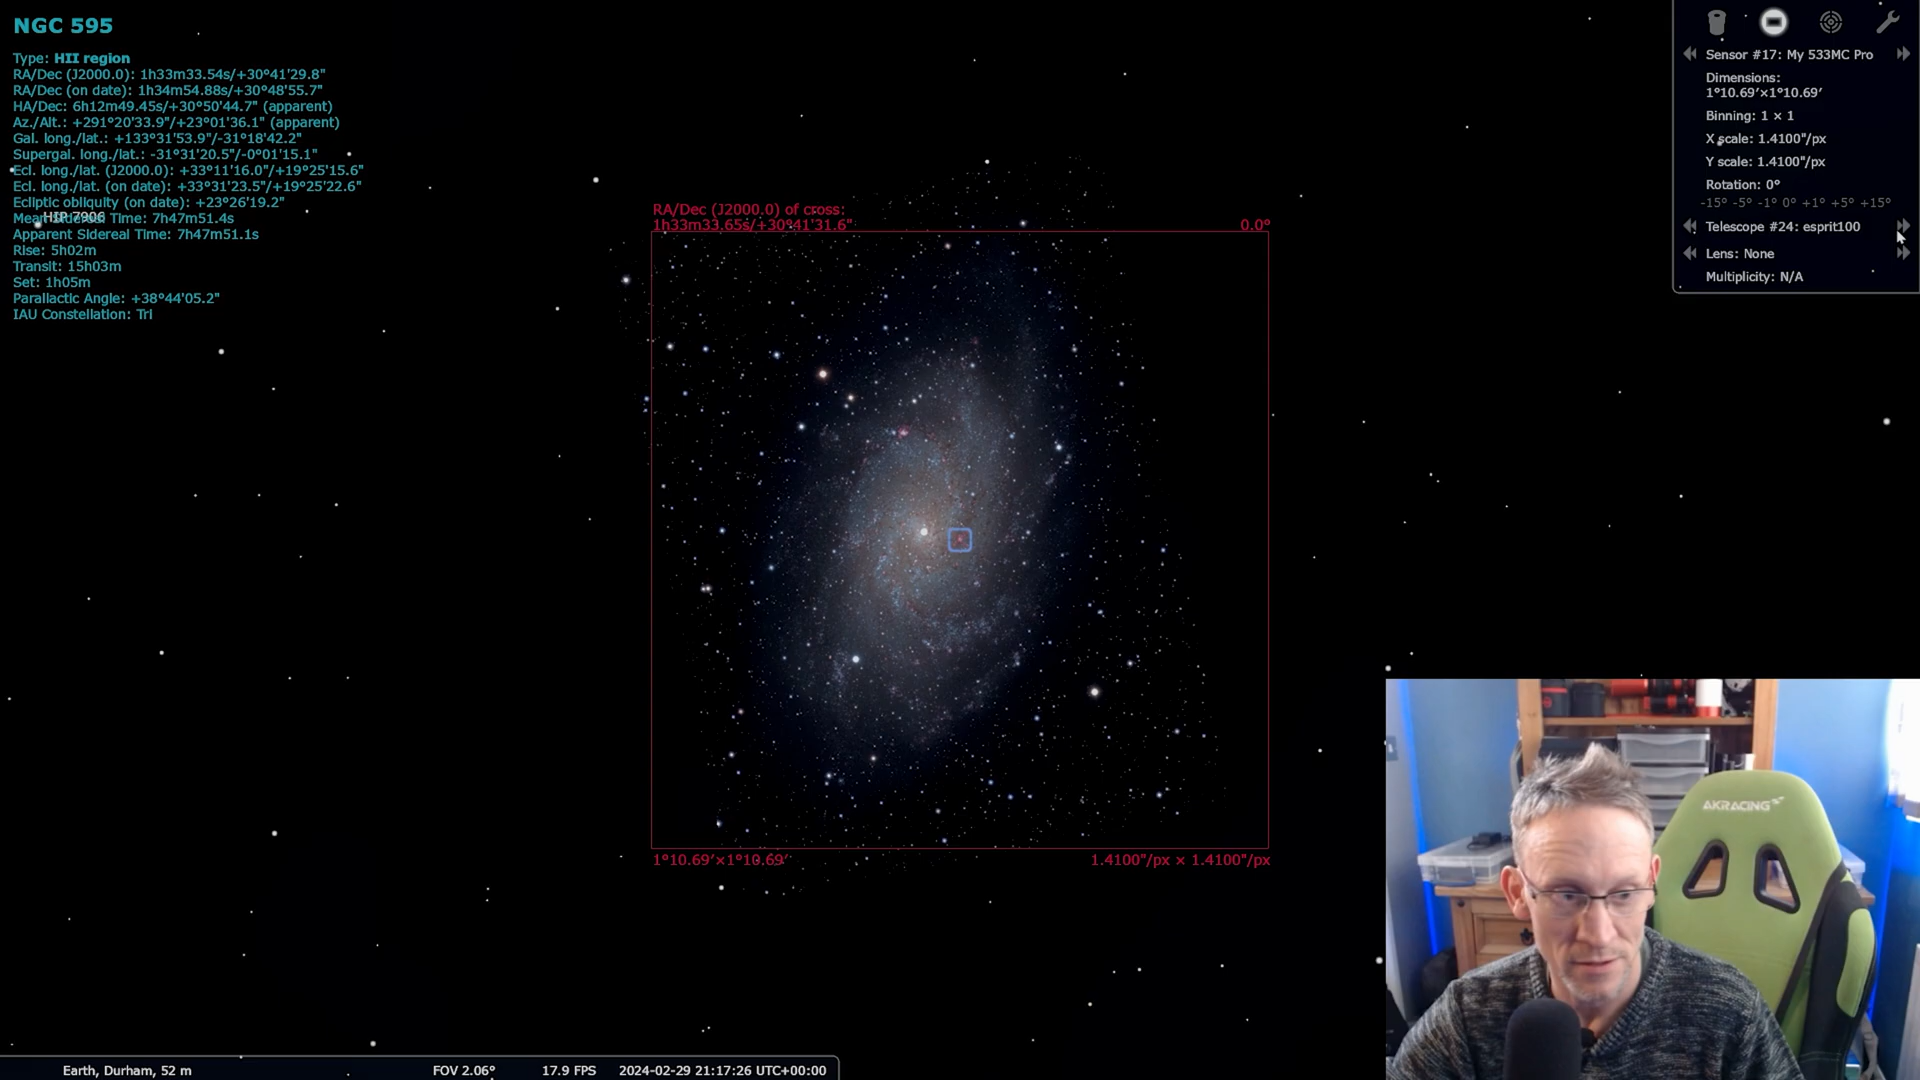 NGC 595
Type: HII region
RA/Dec (J2000.0): 1h33m33.54s/+30°41'29.8"
RA/Dec (on date): 1h34m54.88s/+30°48'55.7"
HA/Dec: 6h12m49.45s/+30°50'44.7" (apparent)
Az./Alt.: +291°20'33.9"/+23°01'36.1" (apparent)
Gal. long./lat.: +133°31'53.9"/-31°18'42.2"
Supergal. long./lat.: -31°31'20.5"/-0°01'15.1"
Ecl. long./lat. (J2000.0): +33°11'16.0"/+19°25'15.6"
Ecl. long./lat. (on date): +33°31'23.5"/+19°25'22.6"
Ecliptic obliquity (on date): +23°26'19.2"
HIP 7906
Mean Sidereal Time: 7h47m51.4s
Apparent Sidereal Time: 7h47m51.1s
Rise: 5h02m
Transit: 15h03m
Set: 1h05m
Parallactic Angle: +38°44'05.2"
IAU Constellation: Tri
RA/Dec (J2000.0) of cross:
1h33m33.65s/+30°41'31.6"
0.0°
1°10.69′×1°10.69′
1.4100"/px × 1.4100"/px
Sensor #17: My 533MC Pro
Dimensions:
1°10.69′×1°10.69′
Binning: 1 × 1
X scale: 1.4100"/px
Y scale: 1.4100"/px
Rotation: 0°
-15° -5° -1° 0° +1° +5° +15°
Telescope #24: esprit100
Lens: None
Multiplicity: N/A
AKRACING
Earth, Durham, 52 m
FOV 2.06°
17.9 FPS
2024-02-29 21:17:26 UTC+00:00